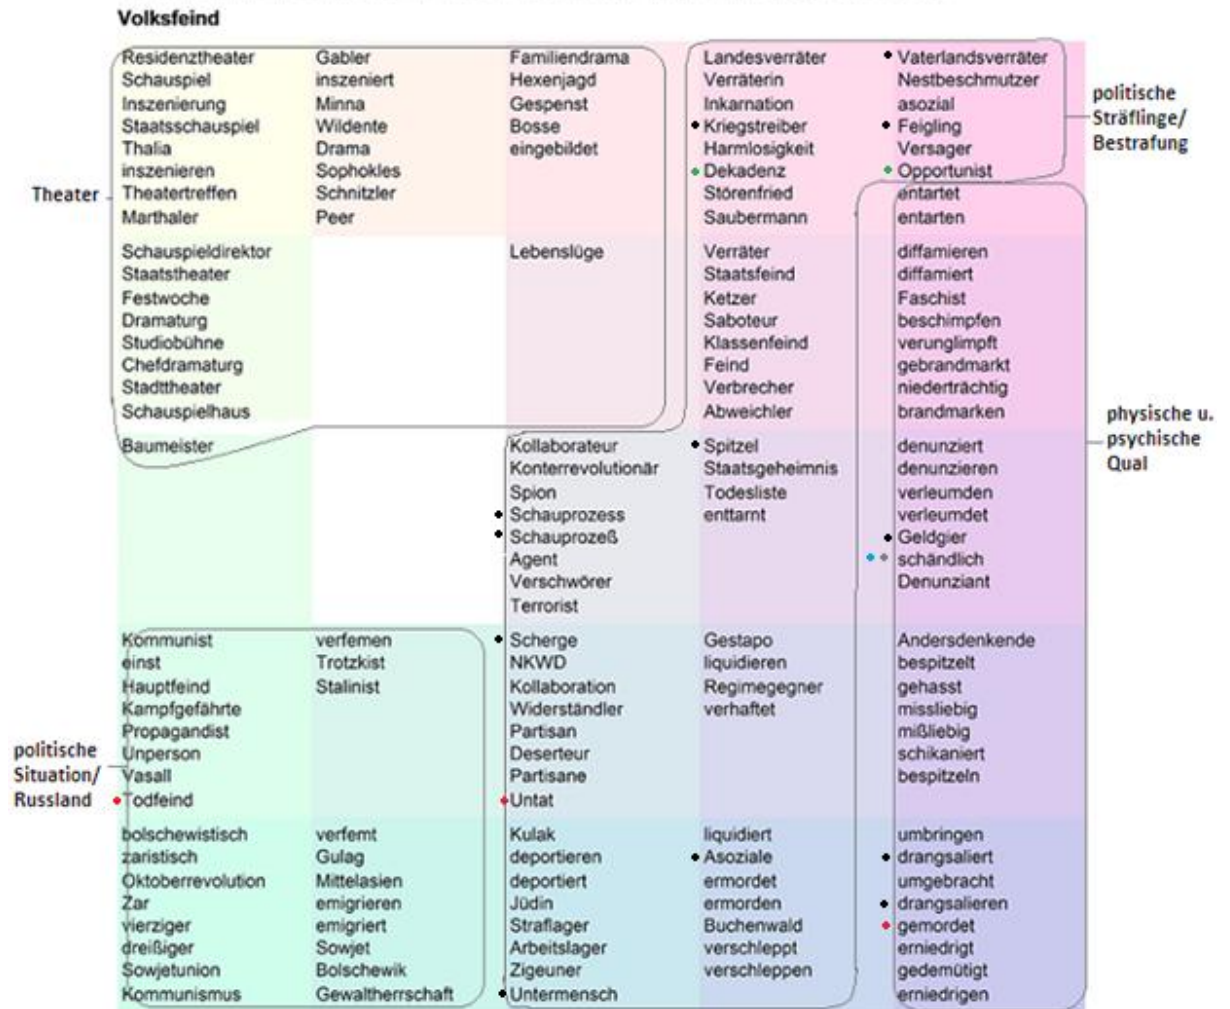 Volksfeind
Residenztheater Gabler Familiendrama Landesverräter Vaterlandsverräter
Schauspiel inszeniert Hexenjagd Verräterin Nestbeschmutzer
Inszenierung Minna Gespenst Inkarnation asozial
Staatsschauspiel Wildente Bosse Kriegstreiber Feigling
Thalia Drama eingebildet Harmlosigkeit Versager
inszenieren Sophokles Dekadenz Opportunist
Theatertreffen Schnitzler Störenfried entartet
Marthaler Peer Saubermann entarten
politische
Sträflinge/
Bestrafung
Theater
Schauspieldirektor Lebenslüge Verräter diffamieren
Staatstheater Staatsfeind diffamiert
Festwoche Ketzer Faschist
Dramaturg Saboteur beschimpfen
Studiobühne Klassenfeind verunglimpft
Chefdramaturg Feind gebrandmarkt
Stadttheater Verbrecher niederträchtig
Schauspielhaus Abweichler brandmarken
physische u.
psychische
Qual
Baumeister Kollaborateur Spitzel denunziert
Konterrevolutionär Staatsgeheimnis denunzieren
Spion Todesliste verleumden
Schauprozess enttarnt verleumdet
Schauprozeß Geldgier
Agent schändlich
Verschwörer Denunziant
Terrorist
Kommunist verfemen Scherge Gestapo Andersdenkende
einst Trotzkist NKWD liquidieren bespitzelt
Hauptfeind Stalinist Kollaboration Regimegegner gehasst
Kampfgefährte Widerständler verhaftet missliebig
Propagandist Partisan mißliebig
Unperson Deserteur schikaniert
Vasall Partisane bespitzeln
Todfeind Untat
politische
Situation/
Russland
bolschewistisch verfemt Kulak liquidiert umbringen
zaristisch Gulag deportieren Asoziale drangsaliert
Oktoberrevolution Mittelasien deportiert ermordet umgebracht
Zar emigrieren Jüdin ermorden drangsalieren
vierziger emigriert Straflager Buchenwald gemordet
dreißiger Sowjet Arbeitslager verschleppt erniedrigt
Sowjetunion Bolschewik Zigeuner verschleppen gedemütigt
Kommunismus Gewaltherrschaft Untermensch erniedrigen